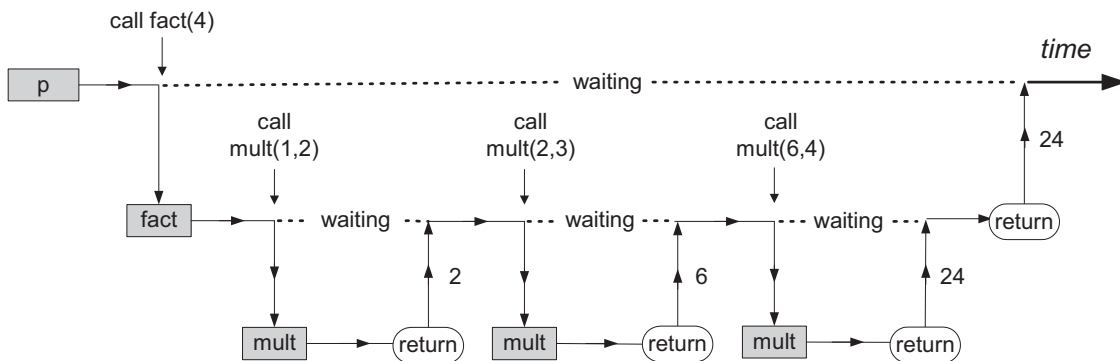 call fact(4)
time
p
waiting
call
mult(1,2)
call
mult(2,3)
call
mult(6,4)
24
fact
waiting
waiting
waiting
return
2
6
24
mult
return
mult
return
mult
return